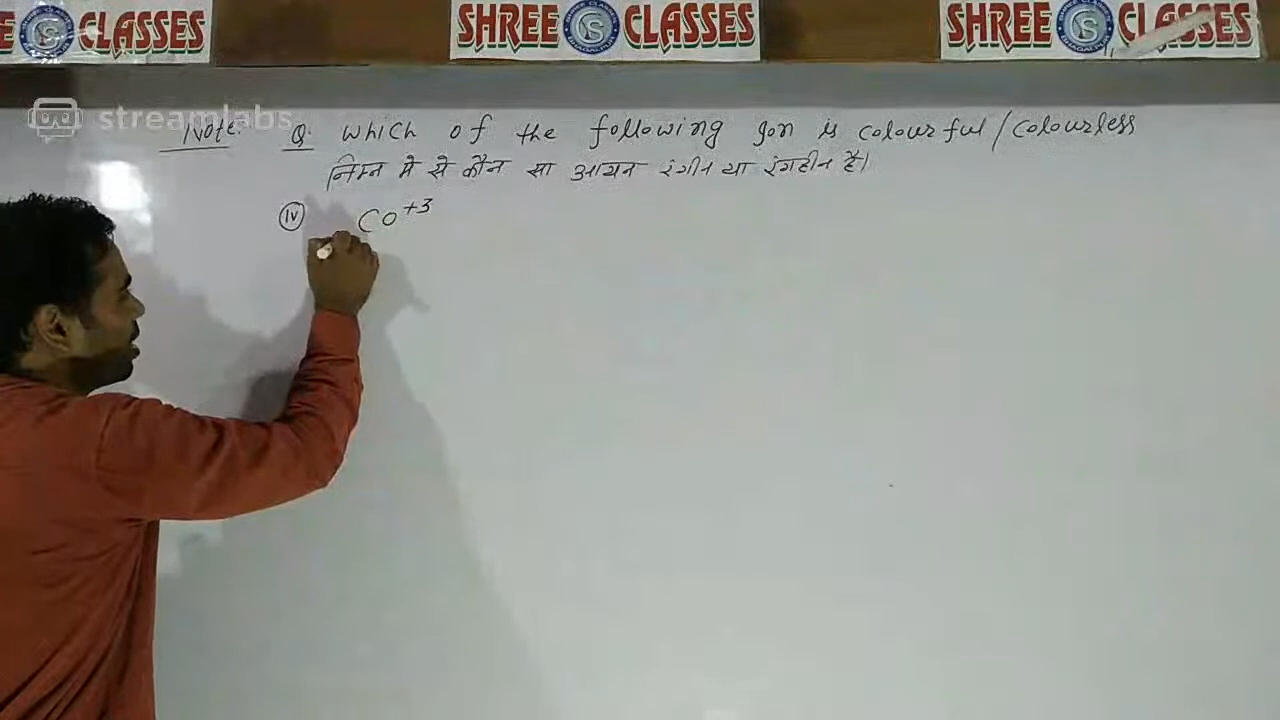 E CLASSES SHREE CLASSES SHREE CLASSES
streamlabs
Note: Q. Which of the following Ion is colourful/colourless
निम्न मे से कौन सा आयन रंगीन या रंगहीन है।
(iv) Co+3